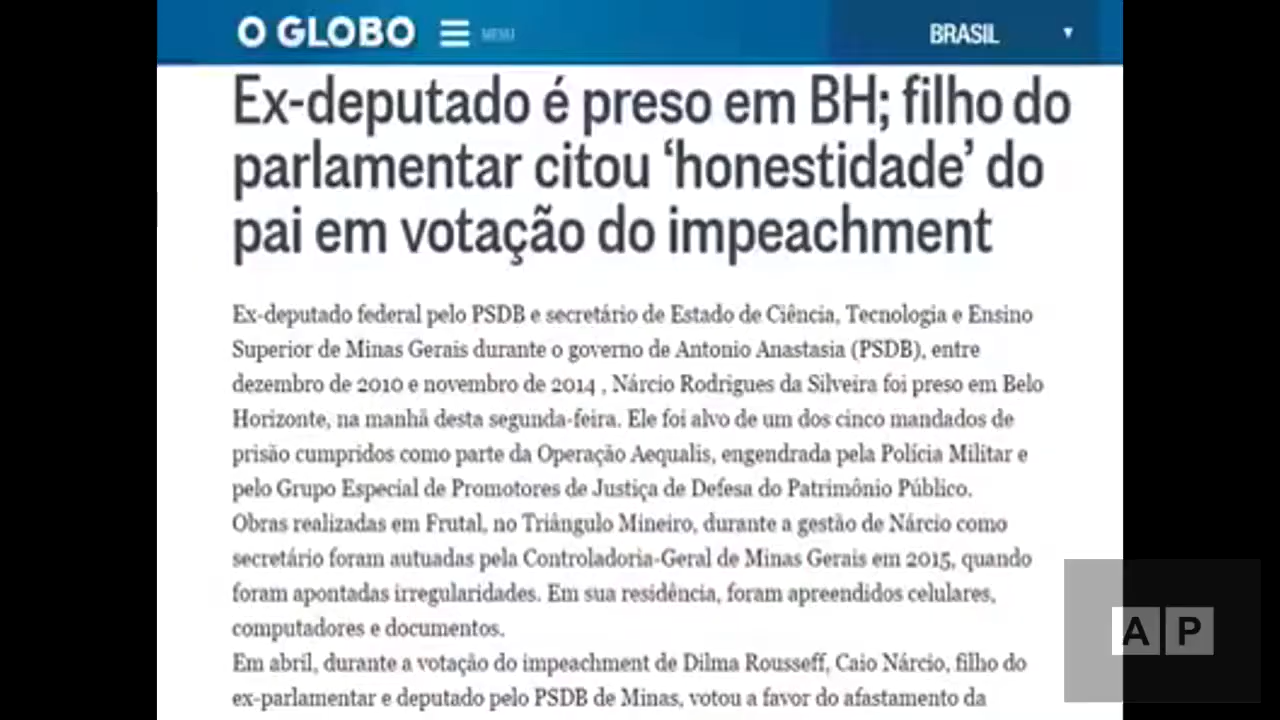 O GLOBO MENU BRASIL
Ex-deputado é preso em BH; filho do
parlamentar citou ‘honestidade’ do
pai em votação do impeachment
Ex-deputado federal pelo PSDB e secretário de Estado de Ciência, Tecnologia e Ensino
Superior de Minas Gerais durante o governo de Antonio Anastasia (PSDB), entre
dezembro de 2010 e novembro de 2014 , Nárcio Rodrigues da Silveira foi preso em Belo
Horizonte, na manhã desta segunda-feira. Ele foi alvo de um dos cinco mandados de
prisão cumpridos como parte da Operação Aequalis, engendrada pela Polícia Militar e
pelo Grupo Especial de Promotores de Justiça de Defesa do Patrimônio Público.
Obras realizadas em Frutal, no Triângulo Mineiro, durante a gestão de Nárcio como
secretário foram autuadas pela Controladoria-Geral de Minas Gerais em 2015, quando
foram apontadas irregularidades. Em sua residência, foram apreendidos celulares,
computadores e documentos.
Em abril, durante a votação do impeachment de Dilma Rousseff, Caio Nárcio, filho do
ex-parlamentar e deputado pelo PSDB de Minas, votou a favor do afastamento da
A P